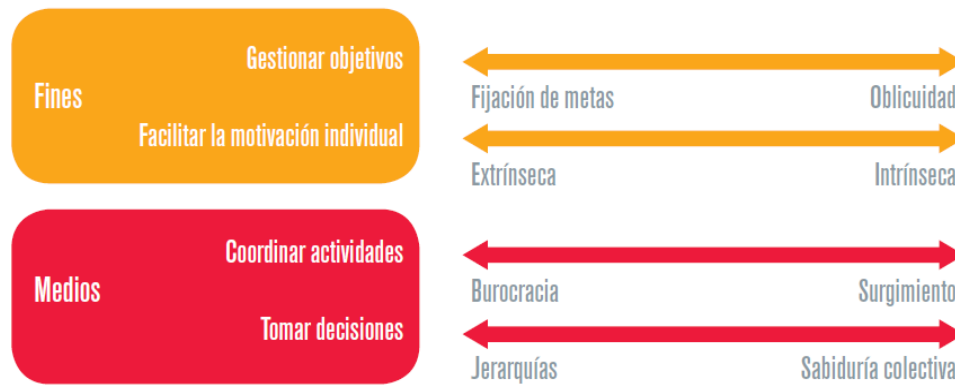 Gestionar objetivos
Fines
Facilitar la motivación individual
Fijación de metas
Oblicuidad
Extrínseca
Intrínseca
Coordinar actividades
Medios
Tomar decisiones
Burocracia
Surgimiento
Jerarquías
Sabiduría colectiva